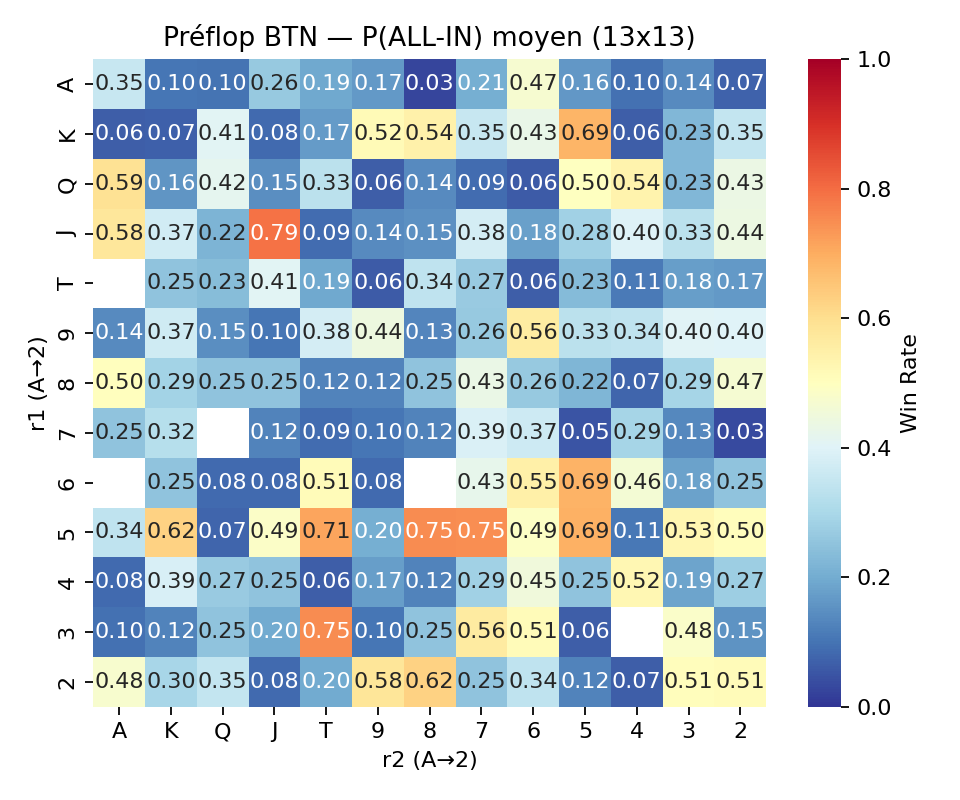 Préflop BTN — P(ALL-IN) moyen (13x13)
A 0.35 0.10 0.10 0.26 0.19 0.17 0.03 0.21 0.47 0.16 0.10 0.14 0.07
K 0.06 0.07 0.41 0.08 0.17 0.52 0.54 0.35 0.43 0.69 0.06 0.23 0.35
Q 0.59 0.16 0.42 0.15 0.33 0.06 0.14 0.09 0.06 0.50 0.54 0.23 0.43
J 0.58 0.37 0.22 0.79 0.09 0.14 0.15 0.38 0.18 0.28 0.40 0.33 0.44
T 0.25 0.23 0.41 0.19 0.06 0.34 0.27 0.06 0.23 0.11 0.18 0.17
9 0.14 0.37 0.15 0.10 0.38 0.44 0.13 0.26 0.56 0.33 0.34 0.40 0.40
8 0.50 0.29 0.25 0.25 0.12 0.12 0.25 0.43 0.26 0.22 0.07 0.29 0.47
7 0.25 0.32 0.12 0.09 0.10 0.12 0.39 0.37 0.05 0.29 0.13 0.03
6 0.25 0.08 0.08 0.51 0.08 0.43 0.55 0.69 0.46 0.18 0.25
5 0.34 0.62 0.07 0.49 0.71 0.20 0.75 0.75 0.49 0.69 0.11 0.53 0.50
4 0.08 0.39 0.27 0.25 0.06 0.17 0.12 0.29 0.45 0.25 0.52 0.19 0.27
3 0.10 0.12 0.25 0.20 0.75 0.10 0.25 0.56 0.51 0.06 0.48 0.15
2 0.48 0.30 0.35 0.08 0.20 0.58 0.62 0.25 0.34 0.12 0.07 0.51 0.51
A K Q J T 9 8 7 6 5 4 3 2
r2 (A→2)
r1 (A→2)
1.0
0.8
0.6
0.4
0.2
0.0
Win Rate